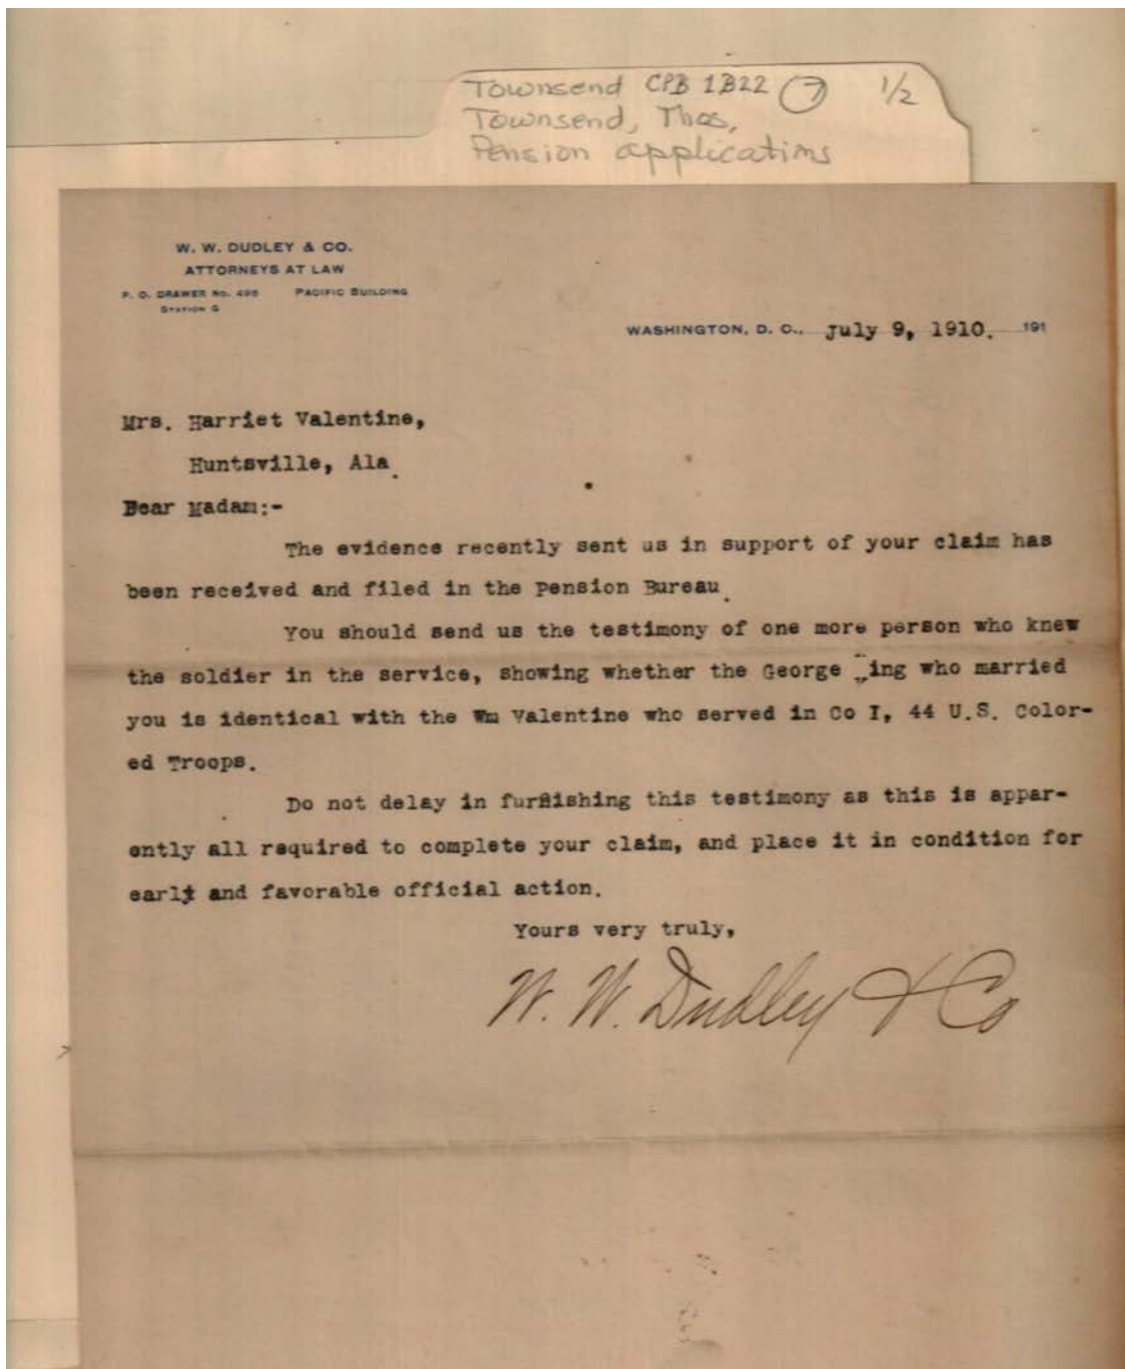 Townsend CPB 1B22 7 1/2
Townsend, Thos,
Pension applications
W. W. DUDLEY & CO.
ATTORNEYS AT LAW
P. O. DRAWER No. 495 PACIFIC BUILDING
STATION G
WASHINGTON, D. C., July 9, 1910. 191
Mrs. Harriet Valentine,
Huntsville, Ala.
Dear Madam:-
The evidence recently sent us in support of your claim has
been received and filed in the Pension Bureau.
You should send us the testimony of one more person who knew
the soldier in the service, showing whether the George ing who married
you is identical with the Wm Valentine who served in Co I, 44 U.S. Color-
ed Troops.
Do not delay in furnishing this testimony as this is appar-
ently all required to complete your claim, and place it in condition for
early and favorable official action.
Yours very truly,
W. W. Dudley & Co